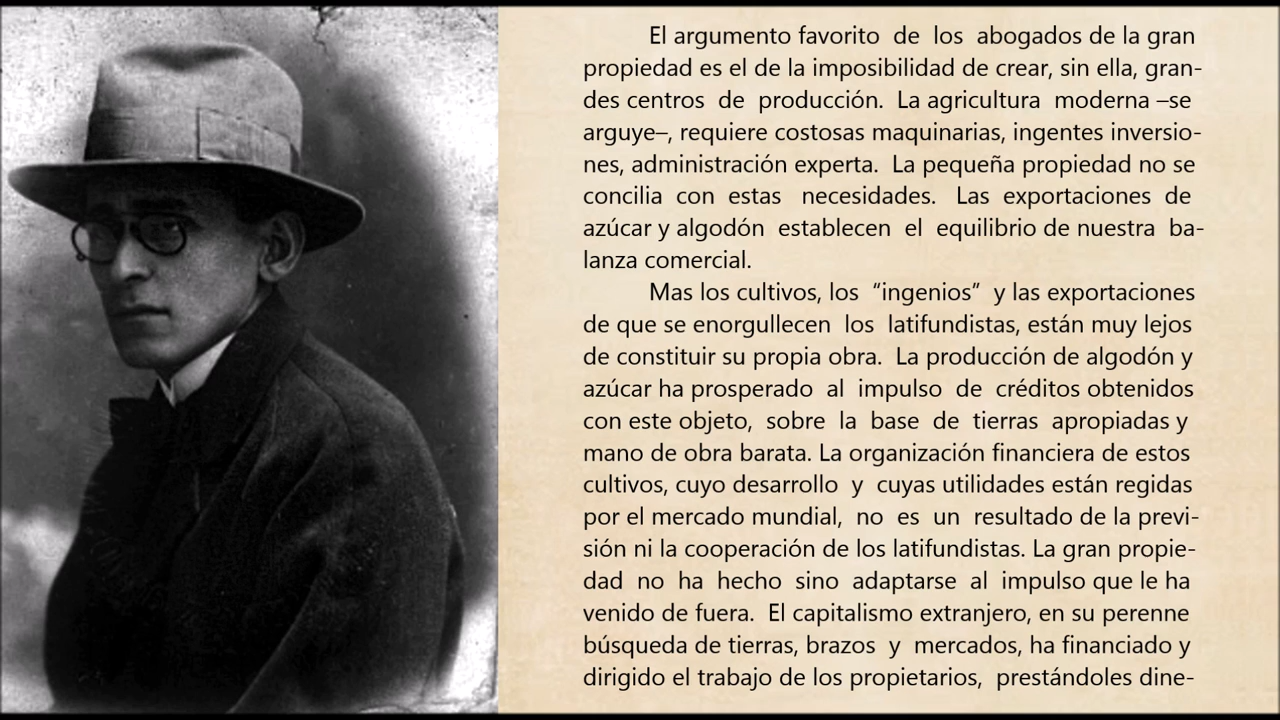 El argumento favorito de los abogados de la gran
propiedad es el de la imposibilidad de crear, sin ella, gran-
des centros de producción. La agricultura moderna –se
arguye–, requiere costosas maquinarias, ingentes inversio-
nes, administración experta. La pequeña propiedad no se
concilia con estas necesidades. Las exportaciones de
azúcar y algodón establecen el equilibrio de nuestra ba-
lanza comercial.
Mas los cultivos, los “ingenios” y las exportaciones
de que se enorgullecen los latifundistas, están muy lejos
de constituir su propia obra. La producción de algodón y
azúcar ha prosperado al impulso de créditos obtenidos
con este objeto, sobre la base de tierras apropiadas y
mano de obra barata. La organización financiera de estos
cultivos, cuyo desarrollo y cuyas utilidades están regidas
por el mercado mundial, no es un resultado de la previ-
sión ni la cooperación de los latifundistas. La gran propie-
dad no ha hecho sino adaptarse al impulso que le ha
venido de fuera. El capitalismo extranjero, en su perenne
búsqueda de tierras, brazos y mercados, ha financiado y
dirigido el trabajo de los propietarios, prestándoles dine-